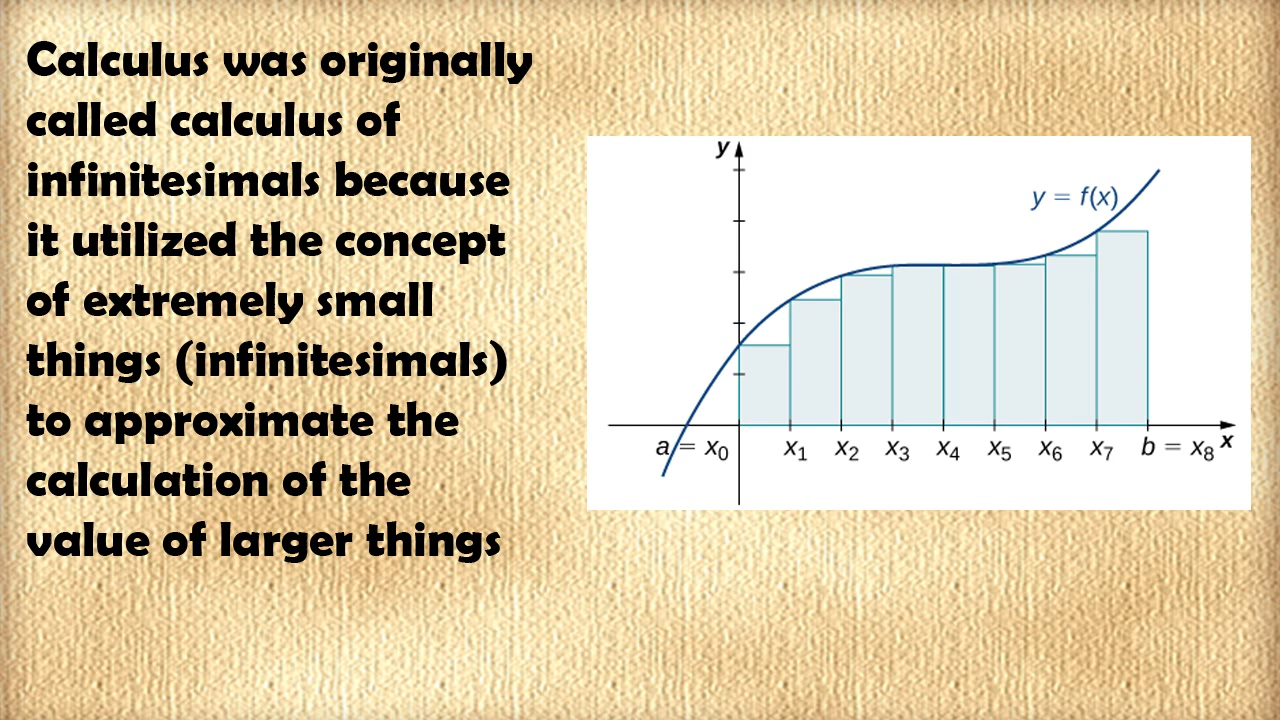 Calculus was originally
called calculus of
infinitesimals because
it utilized the concept
of extremely small
things (infinitesimals)
to approximate the
calculation of the
value of larger things
y
y = f(x)
a = x₀ x₁ x₂ x₃ x₄ x₅ x₆ x₇ b = x₈ x